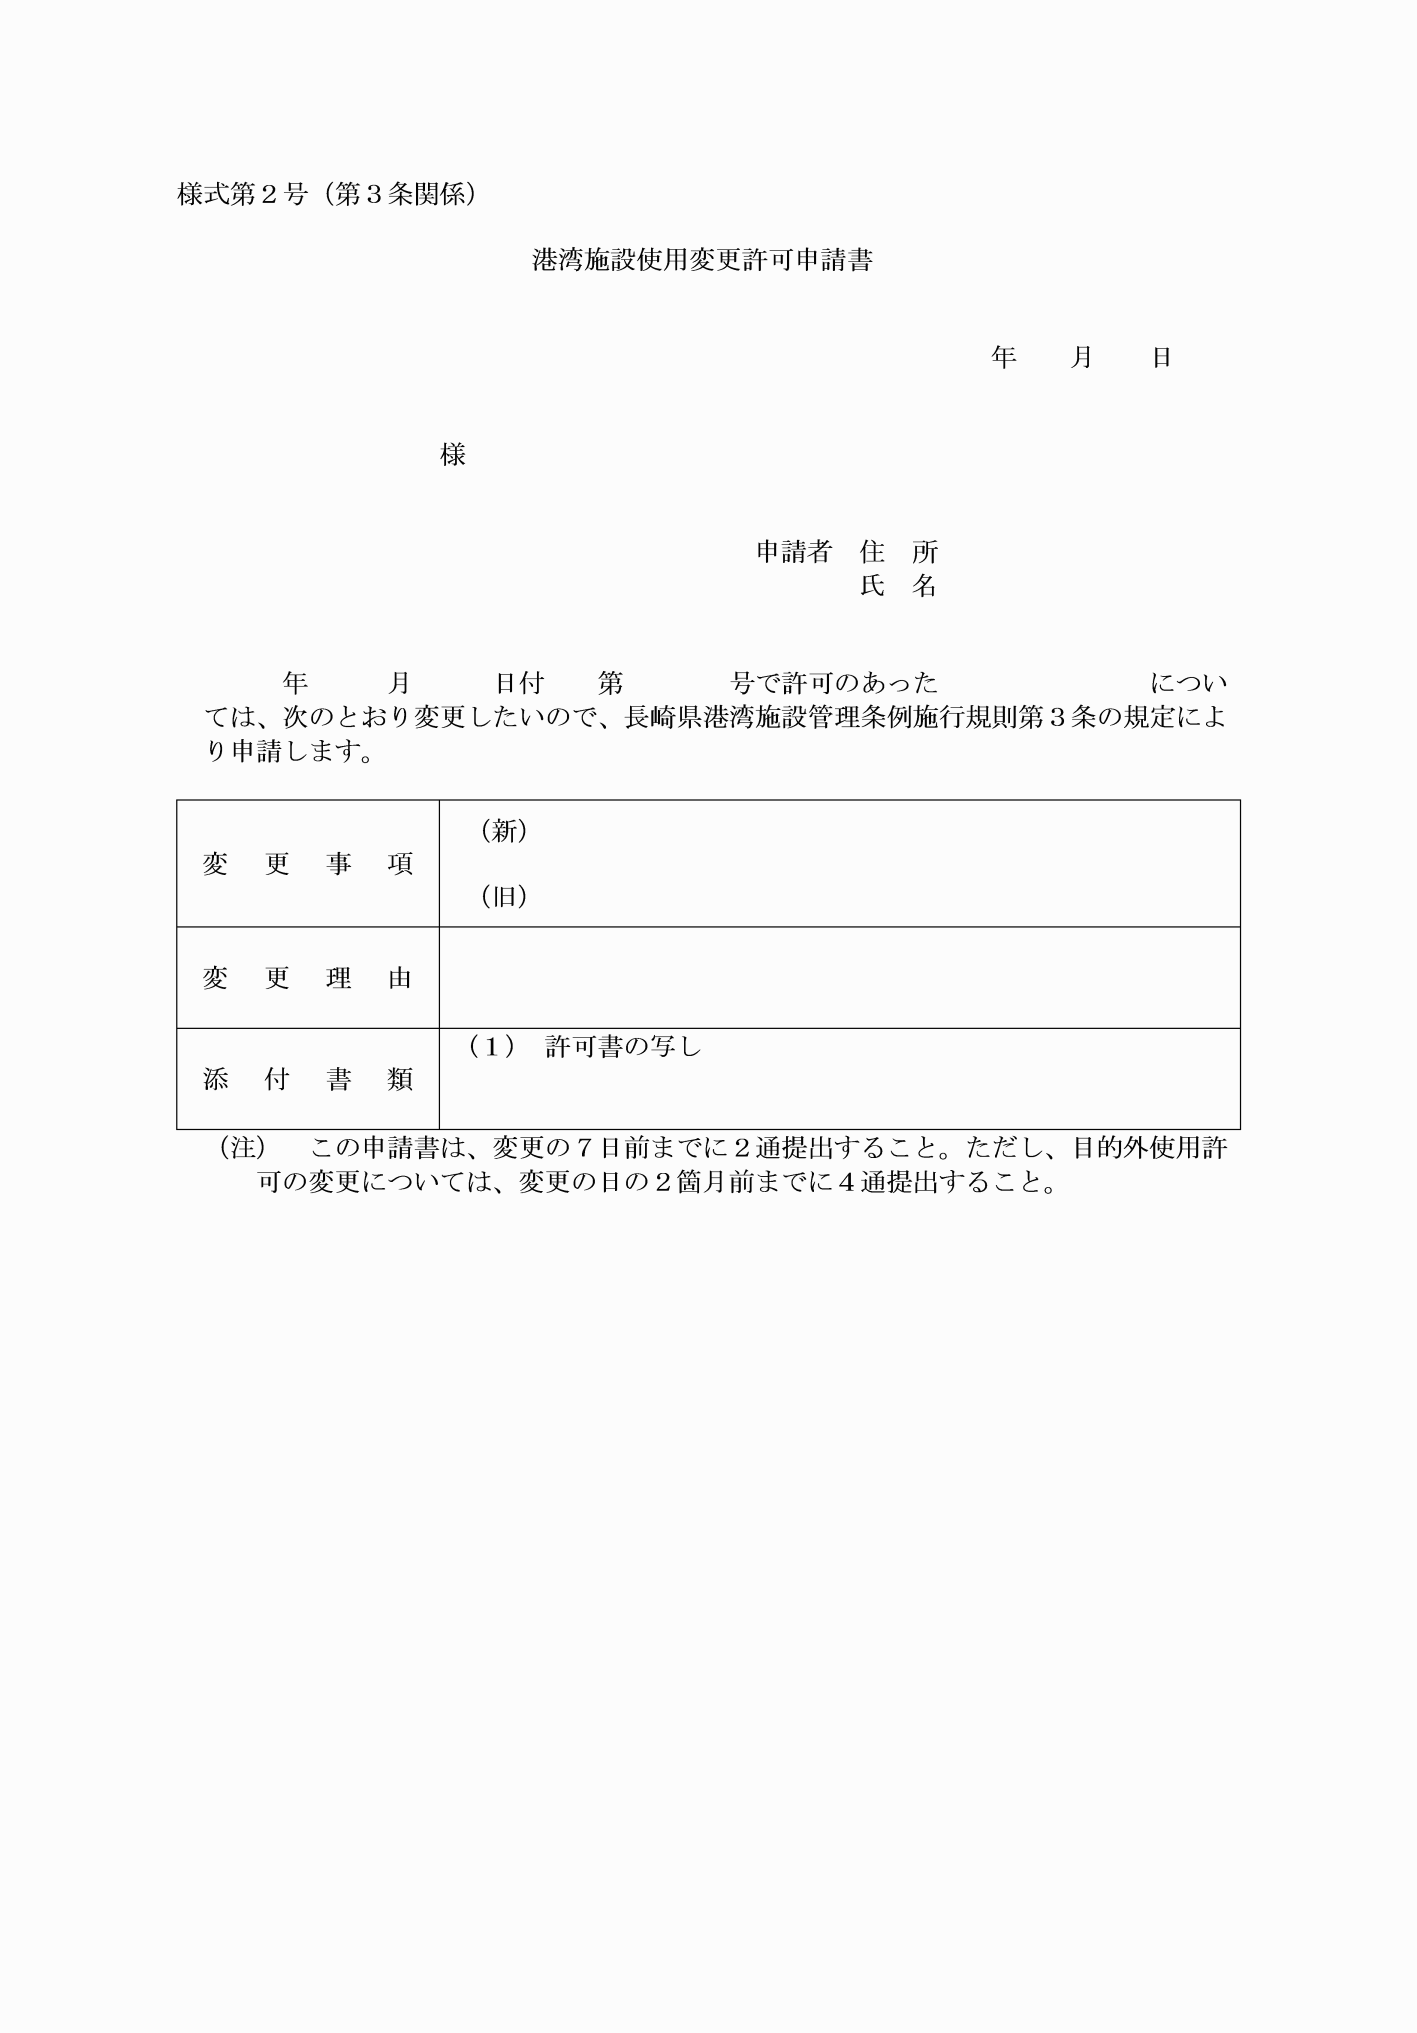 様式第２号（第３条関係）
港湾施設使用変更許可申請書
年　　月　　日
様
申請者　住　所
氏　名
年　　　月　　　日付　　第　　　　号で許可のあった　　　　　　　　につい
ては、次のとおり変更したいので、長崎県港湾施設管理条例施行規則第３条の規定によ
り申請します。
変　更　事　項
（新）
（旧）
変　更　理　由
添　付　書　類
（１）　許可書の写し
（注）　この申請書は、変更の７日前までに２通提出すること。ただし、目的外使用許
可の変更については、変更の日の２箇月前までに４通提出すること。